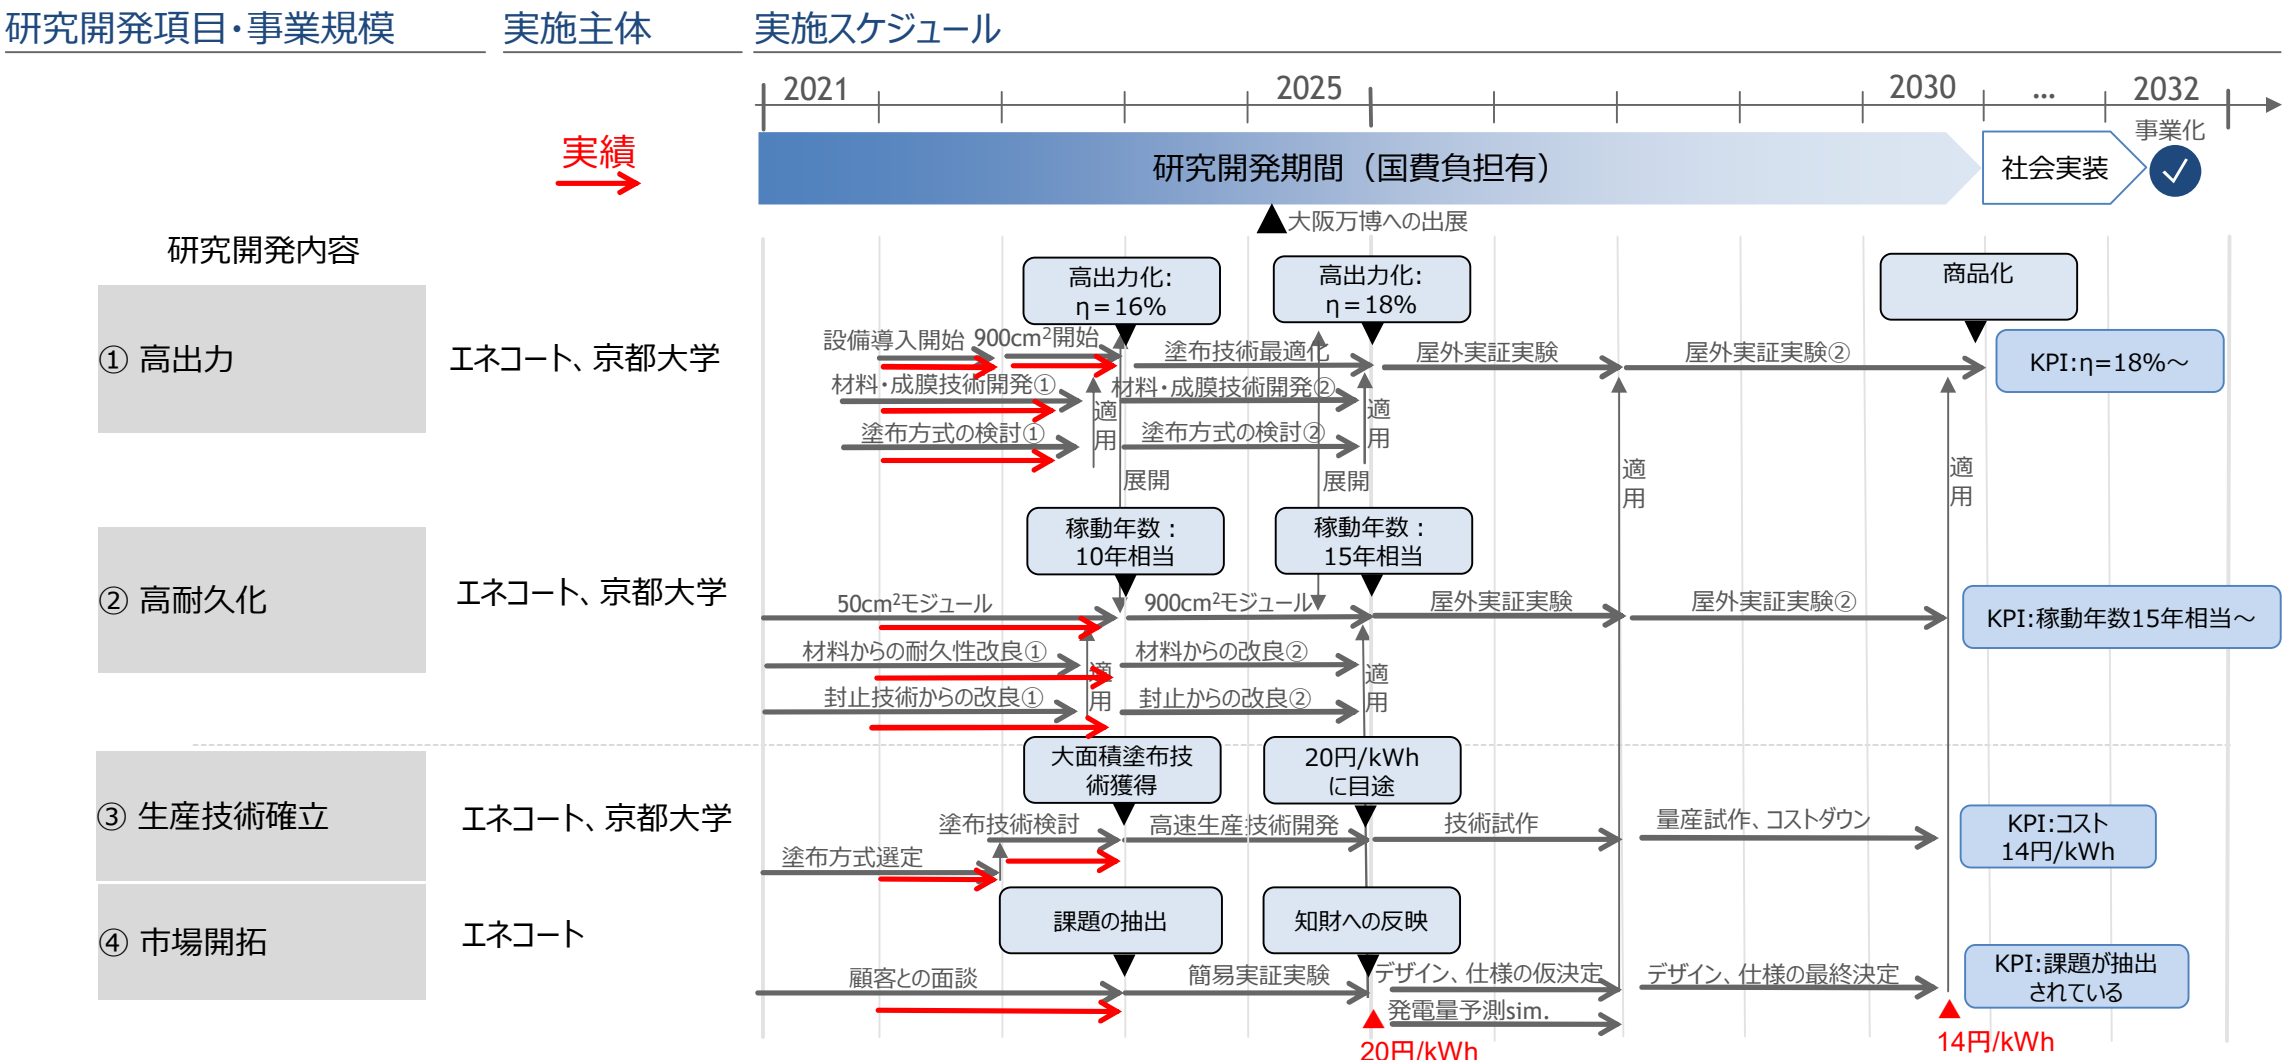 研究開発項目・事業規模
実施主体
実施スケジュール
2021
2025
2030
…
2032
事業化
実績
研究開発期間（国費負担有）
社会実装
▲大阪万博への出展
研究開発内容
高出力化:
η＝16%
高出力化:
η＝18%
商品化
① 高出力
エネコート、京都大学
設備導入開始
900cm²開始
塗布技術最適化
屋外実証実験
屋外実証実験②
KPI:η=18%～
材料・成膜技術開発①
材料・成膜技術開発②
適用
適用
塗布方式の検討①
塗布方式の検討②
展開
展開
適用
適用
稼動年数：
10年相当
稼動年数：
15年相当
② 高耐久化
エネコート、京都大学
50cm²モジュール
900cm²モジュール
屋外実証実験
屋外実証実験②
KPI:稼動年数15年相当～
材料からの耐久性改良①
材料からの改良②
適用
適用
封止技術からの改良①
封止からの改良②
大面積塗布技
術獲得
20円/kWh
に目途
③ 生産技術確立
エネコート、京都大学
塗布技術検討
高速生産技術開発
技術試作
量産試作、コストダウン
KPI:コスト
14円/kWh
塗布方式選定
課題の抽出
知財への反映
④ 市場開拓
エネコート
顧客との面談
簡易実証実験
デザイン、仕様の仮決定
デザイン、仕様の最終決定
KPI:課題が抽出
されている
発電量予測sim.
20円/kWh
14円/kWh